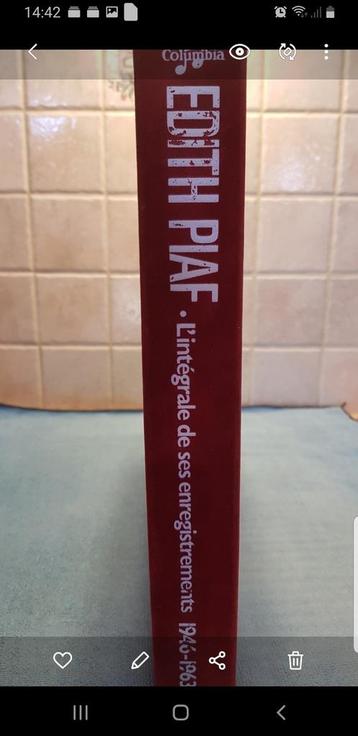 14:42
Columbia
EDITH PIAF • L'intégrale de ses enregistrements 1946-1963